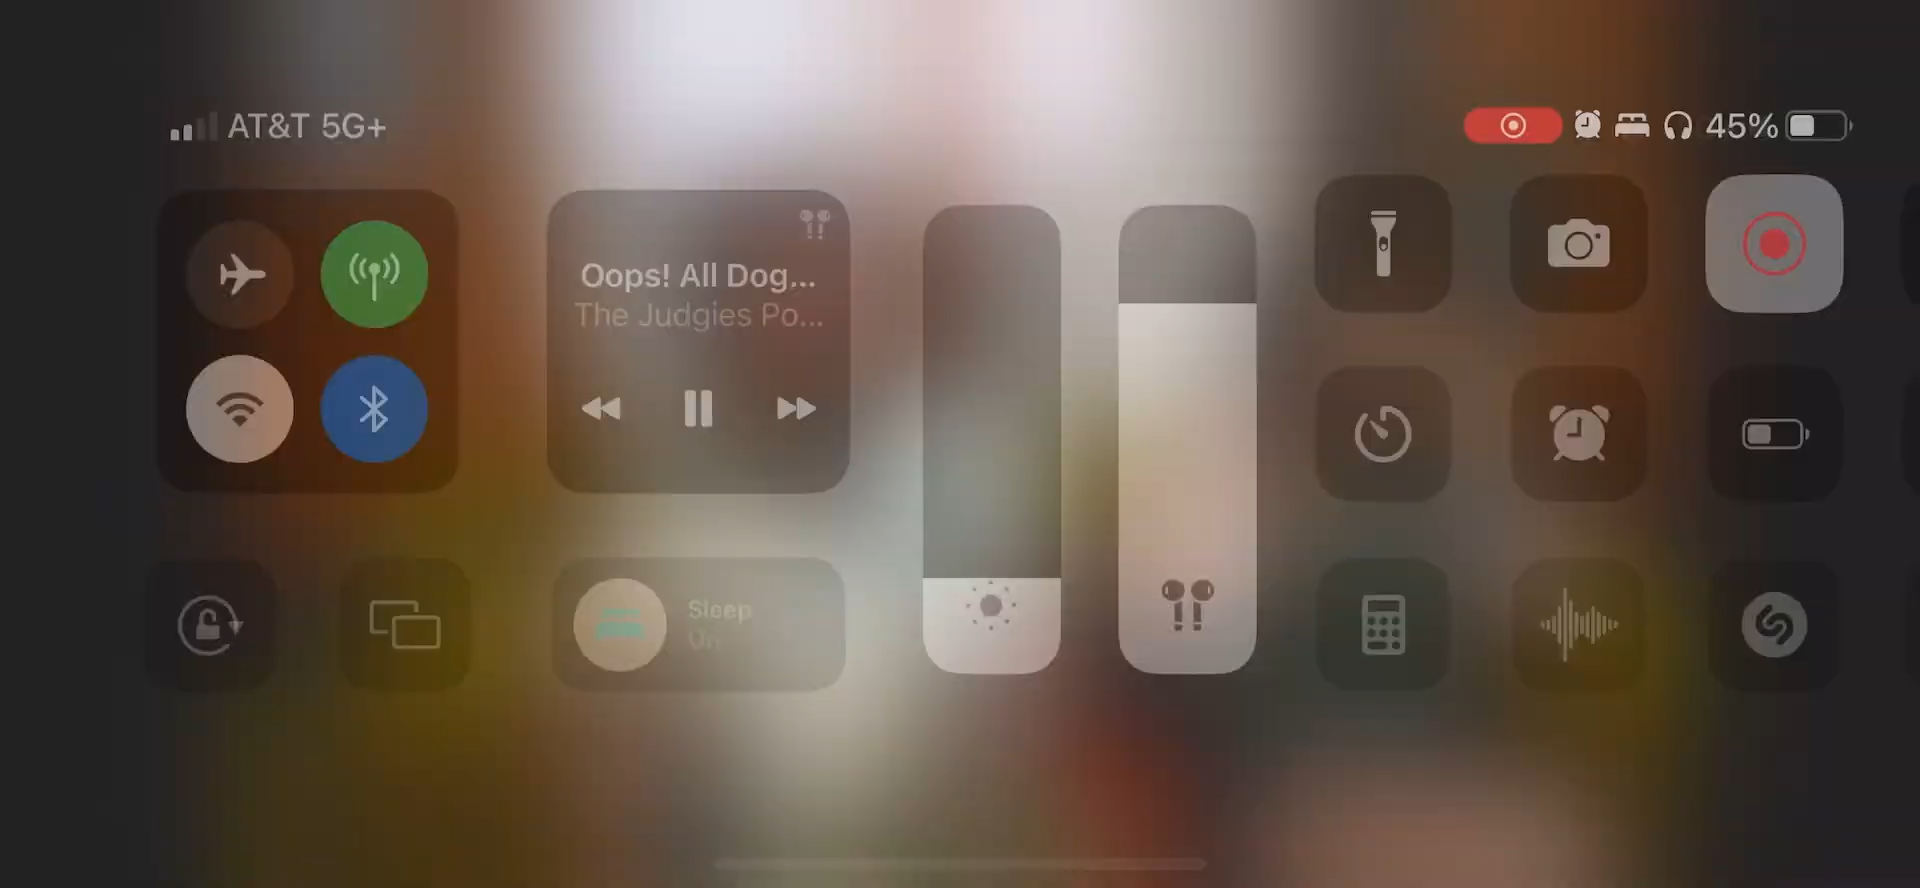 AT&T 5G+
45%
Oops! All Dog...
The Judgies Po...
Sleep
On